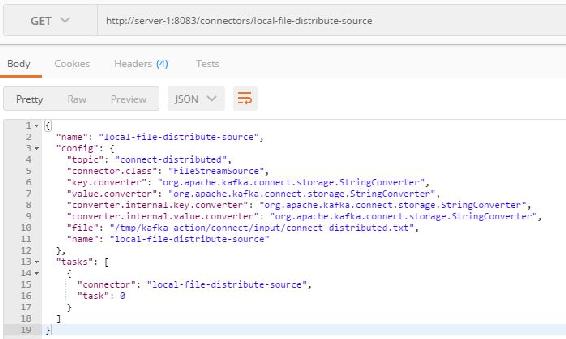 GET http://server-1:8083/connectors/local-file-distribute-source
Body Cookies Headers (4) Tests
Pretty Raw Preview JSON
1 {
2 "name": "local-file-distribute-source",
3 "config": {
4 "topic": "connect-distributed",
5 "connector.class": "FileStreamSource",
6 "key.converter": "org.apache.kafka.connect.storage.StringConverter",
7 "value.converter": "org.apache.kafka.connect.storage.StringConverter",
8 "converter.internal.key.converter": "org.apache.kafka.connect.storage.StringConverter",
9 "converter.internal.value.converter": "org.apache.kafka.connect.storage.StringConverter",
10 "file": "/tmp/kafka-action/connect/input/connect-distributed.txt",
11 "name": "local-file-distribute-source"
12 },
13 "tasks": [
14 {
15 "connector": "local-file-distribute-source",
16 "task": 0
17 }
18 ]
19 }